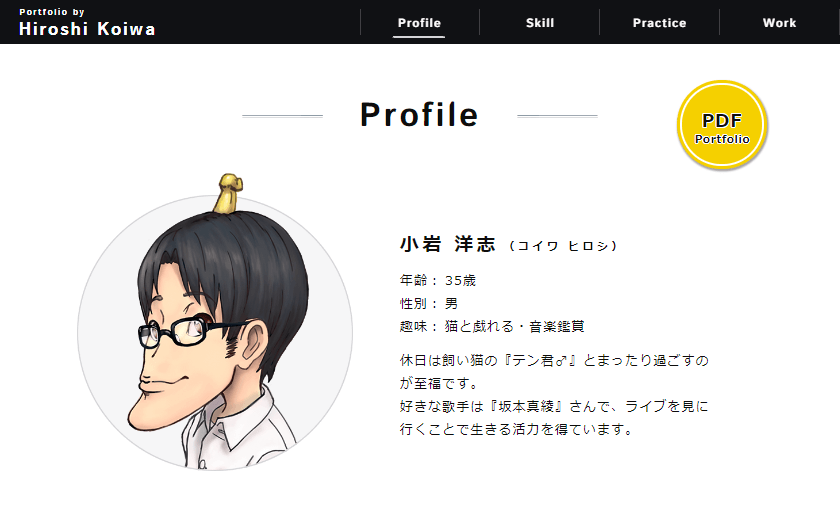 Portfolio by
Hiroshi Koiwa
Profile
Skill
Practice
Work
Profile
PDF
Portfolio
小岩 洋志 (コイワ ヒロシ)
年齢： 35歳
性別： 男
趣味： 猫と戯れる・音楽鑑賞
休日は飼い猫の『テン君♂』とまったり過ごすの
が至福です。
好きな歌手は『坂本真綾』さんで、ライブを見に
行くことで生きる活力を得ています。